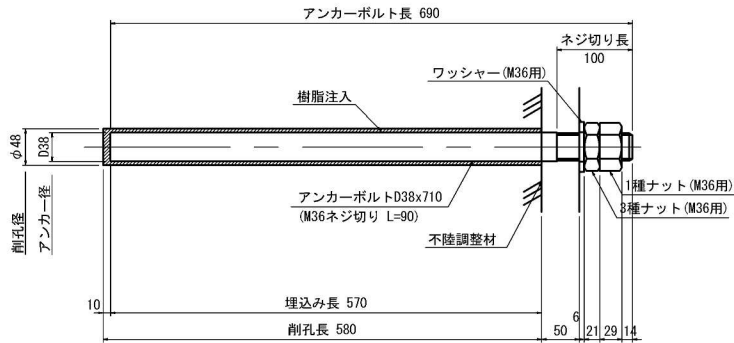 アンカーボルト長 690
ネジ切り長
100
ワッシャー(M36用)
樹脂注入
φ48
D38
削孔径
アンカー径
アンカーボルトD38x710
(M36ネジ切り L=90)
1種ナット(M36用)
3種ナット(M36用)
不陸調整材
10
埋込み長 570
削孔長 580
50
6
21
29
14